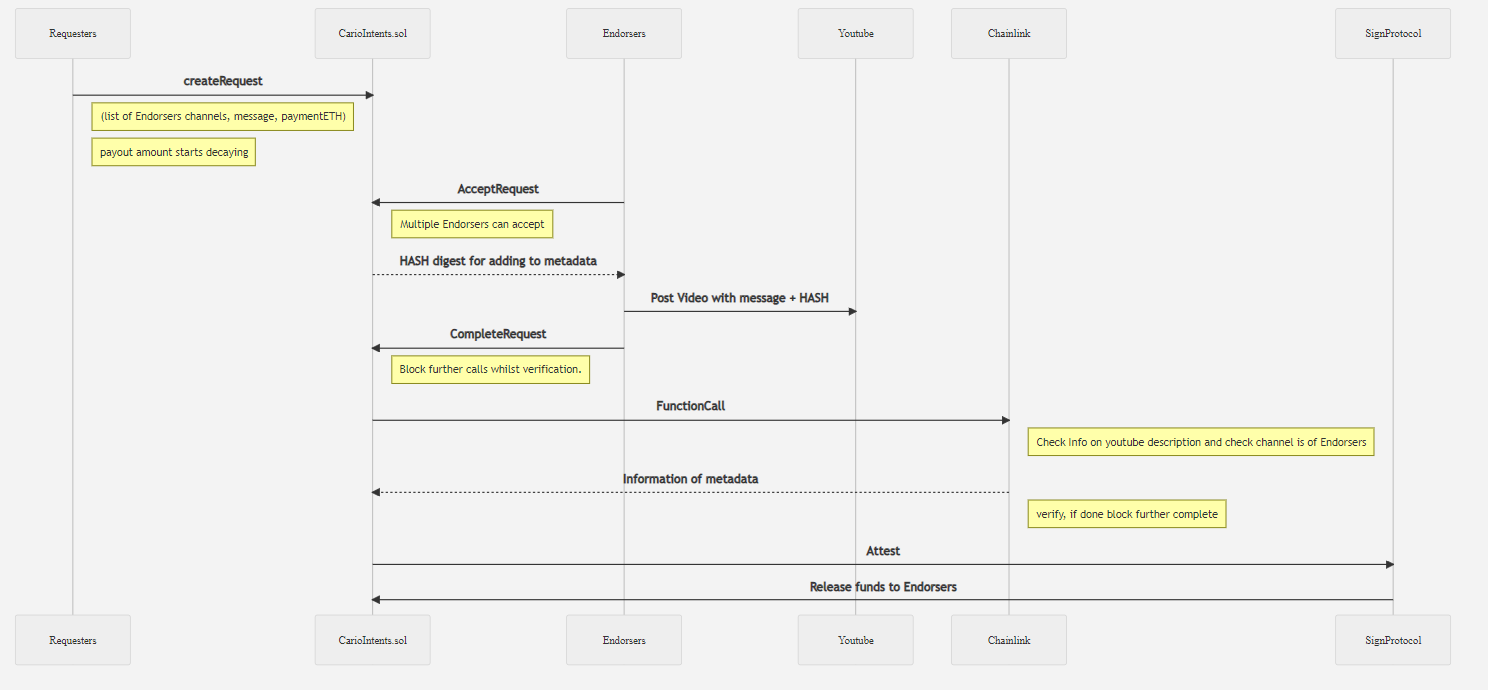 Requesters
CarioIntents.sol
Endorsers
Youtube
Chainlink
SignProtocol
createRequest
(list of Endorsers channels, message, paymentETH)
payout amount starts decaying
AcceptRequest
Multiple Endorsers can accept
HASH digest for adding to metadata
Post Video with message + HASH
CompleteRequest
Block further calls whilst verification.
FunctionCall
Check Info on youtube description and check channel is of Endorsers
Information of metadata
verify, if done block further complete
Attest
Release funds to Endorsers
Requesters
CarioIntents.sol
Endorsers
Youtube
Chainlink
SignProtocol